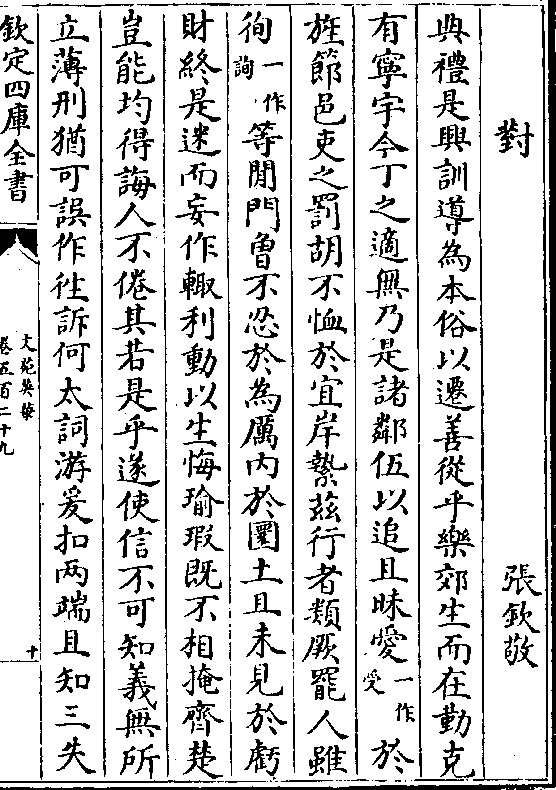 對　　　　　　　　　　張欽敬
典禮是興訓導為本俗以遷善從乎樂郊生而在勤克
有寧宇今丁之適無乃是諸鄰伍以追且昧愛一作受於
旌節邑吏之罰胡不恤於宜岸縶茲行者類厥罷人雖
徇一作詢等閒門曾不忍於為厲內於圜土且未見於虧
財終是迷而妄作輙利動以生悔瑜瑕既不相掩齊楚
豈能均得誨人不倦其若是乎遂使信不可知義無所
立薄刑猶可誤作往訴何太詞游爰扣两端且知三失
欽定四庫全書
文苑英華
卷五百二十九
十